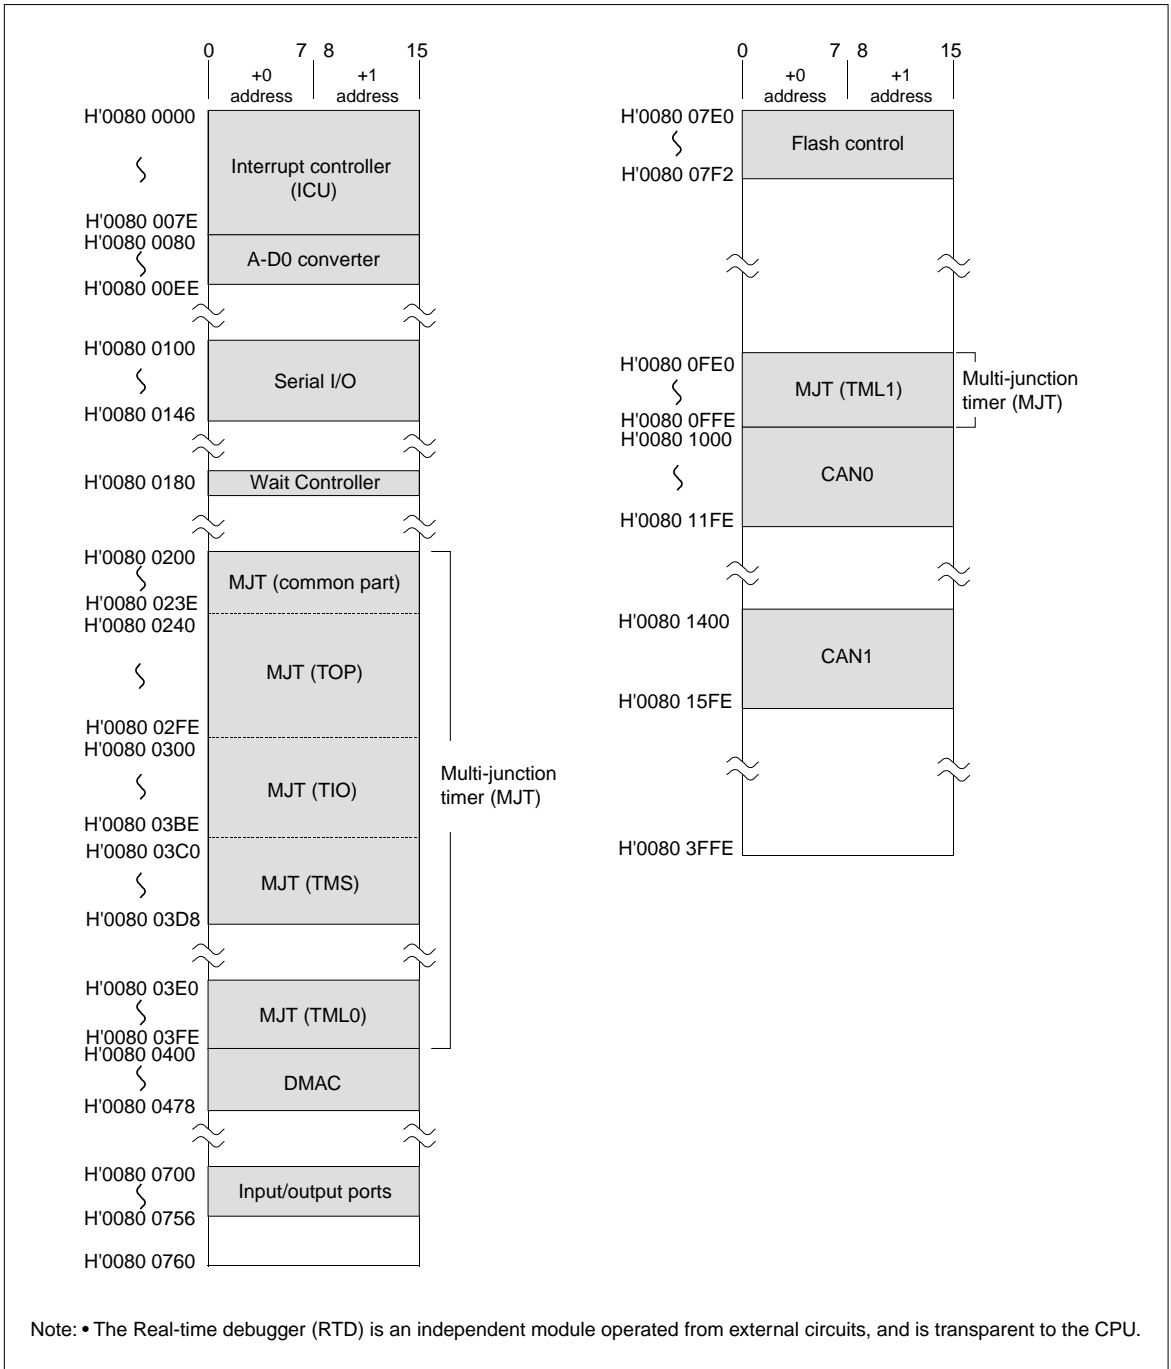 0 7 8 15
+0 address +1 address
H'0080 0000
Interrupt controller
(ICU)
H'0080 007E
H'0080 0080
A-D0 converter
H'0080 00EE
H'0080 0100
Serial I/O
H'0080 0146
H'0080 0180 Wait Controller
H'0080 0200
MJT (common part)
H'0080 023E
H'0080 0240
MJT (TOP)
H'0080 02FE
H'0080 0300
MJT (TIO)
H'0080 03BE
H'0080 03C0
MJT (TMS)
H'0080 03D8
Multi-junction
timer (MJT)
H'0080 03E0
MJT (TML0)
H'0080 03FE
H'0080 0400
DMAC
H'0080 0478
H'0080 0700
Input/output ports
H'0080 0756
H'0080 0760
0 7 8 15
+0 address +1 address
H'0080 07E0
Flash control
H'0080 07F2
H'0080 0FE0
MJT (TML1)
Multi-junction
timer (MJT)
H'0080 0FFE
H'0080 1000
CAN0
H'0080 11FE
H'0080 1400
CAN1
H'0080 15FE
H'0080 3FFE
Note: • The Real-time debugger (RTD) is an independent module operated from external circuits, and is transparent to the CPU.